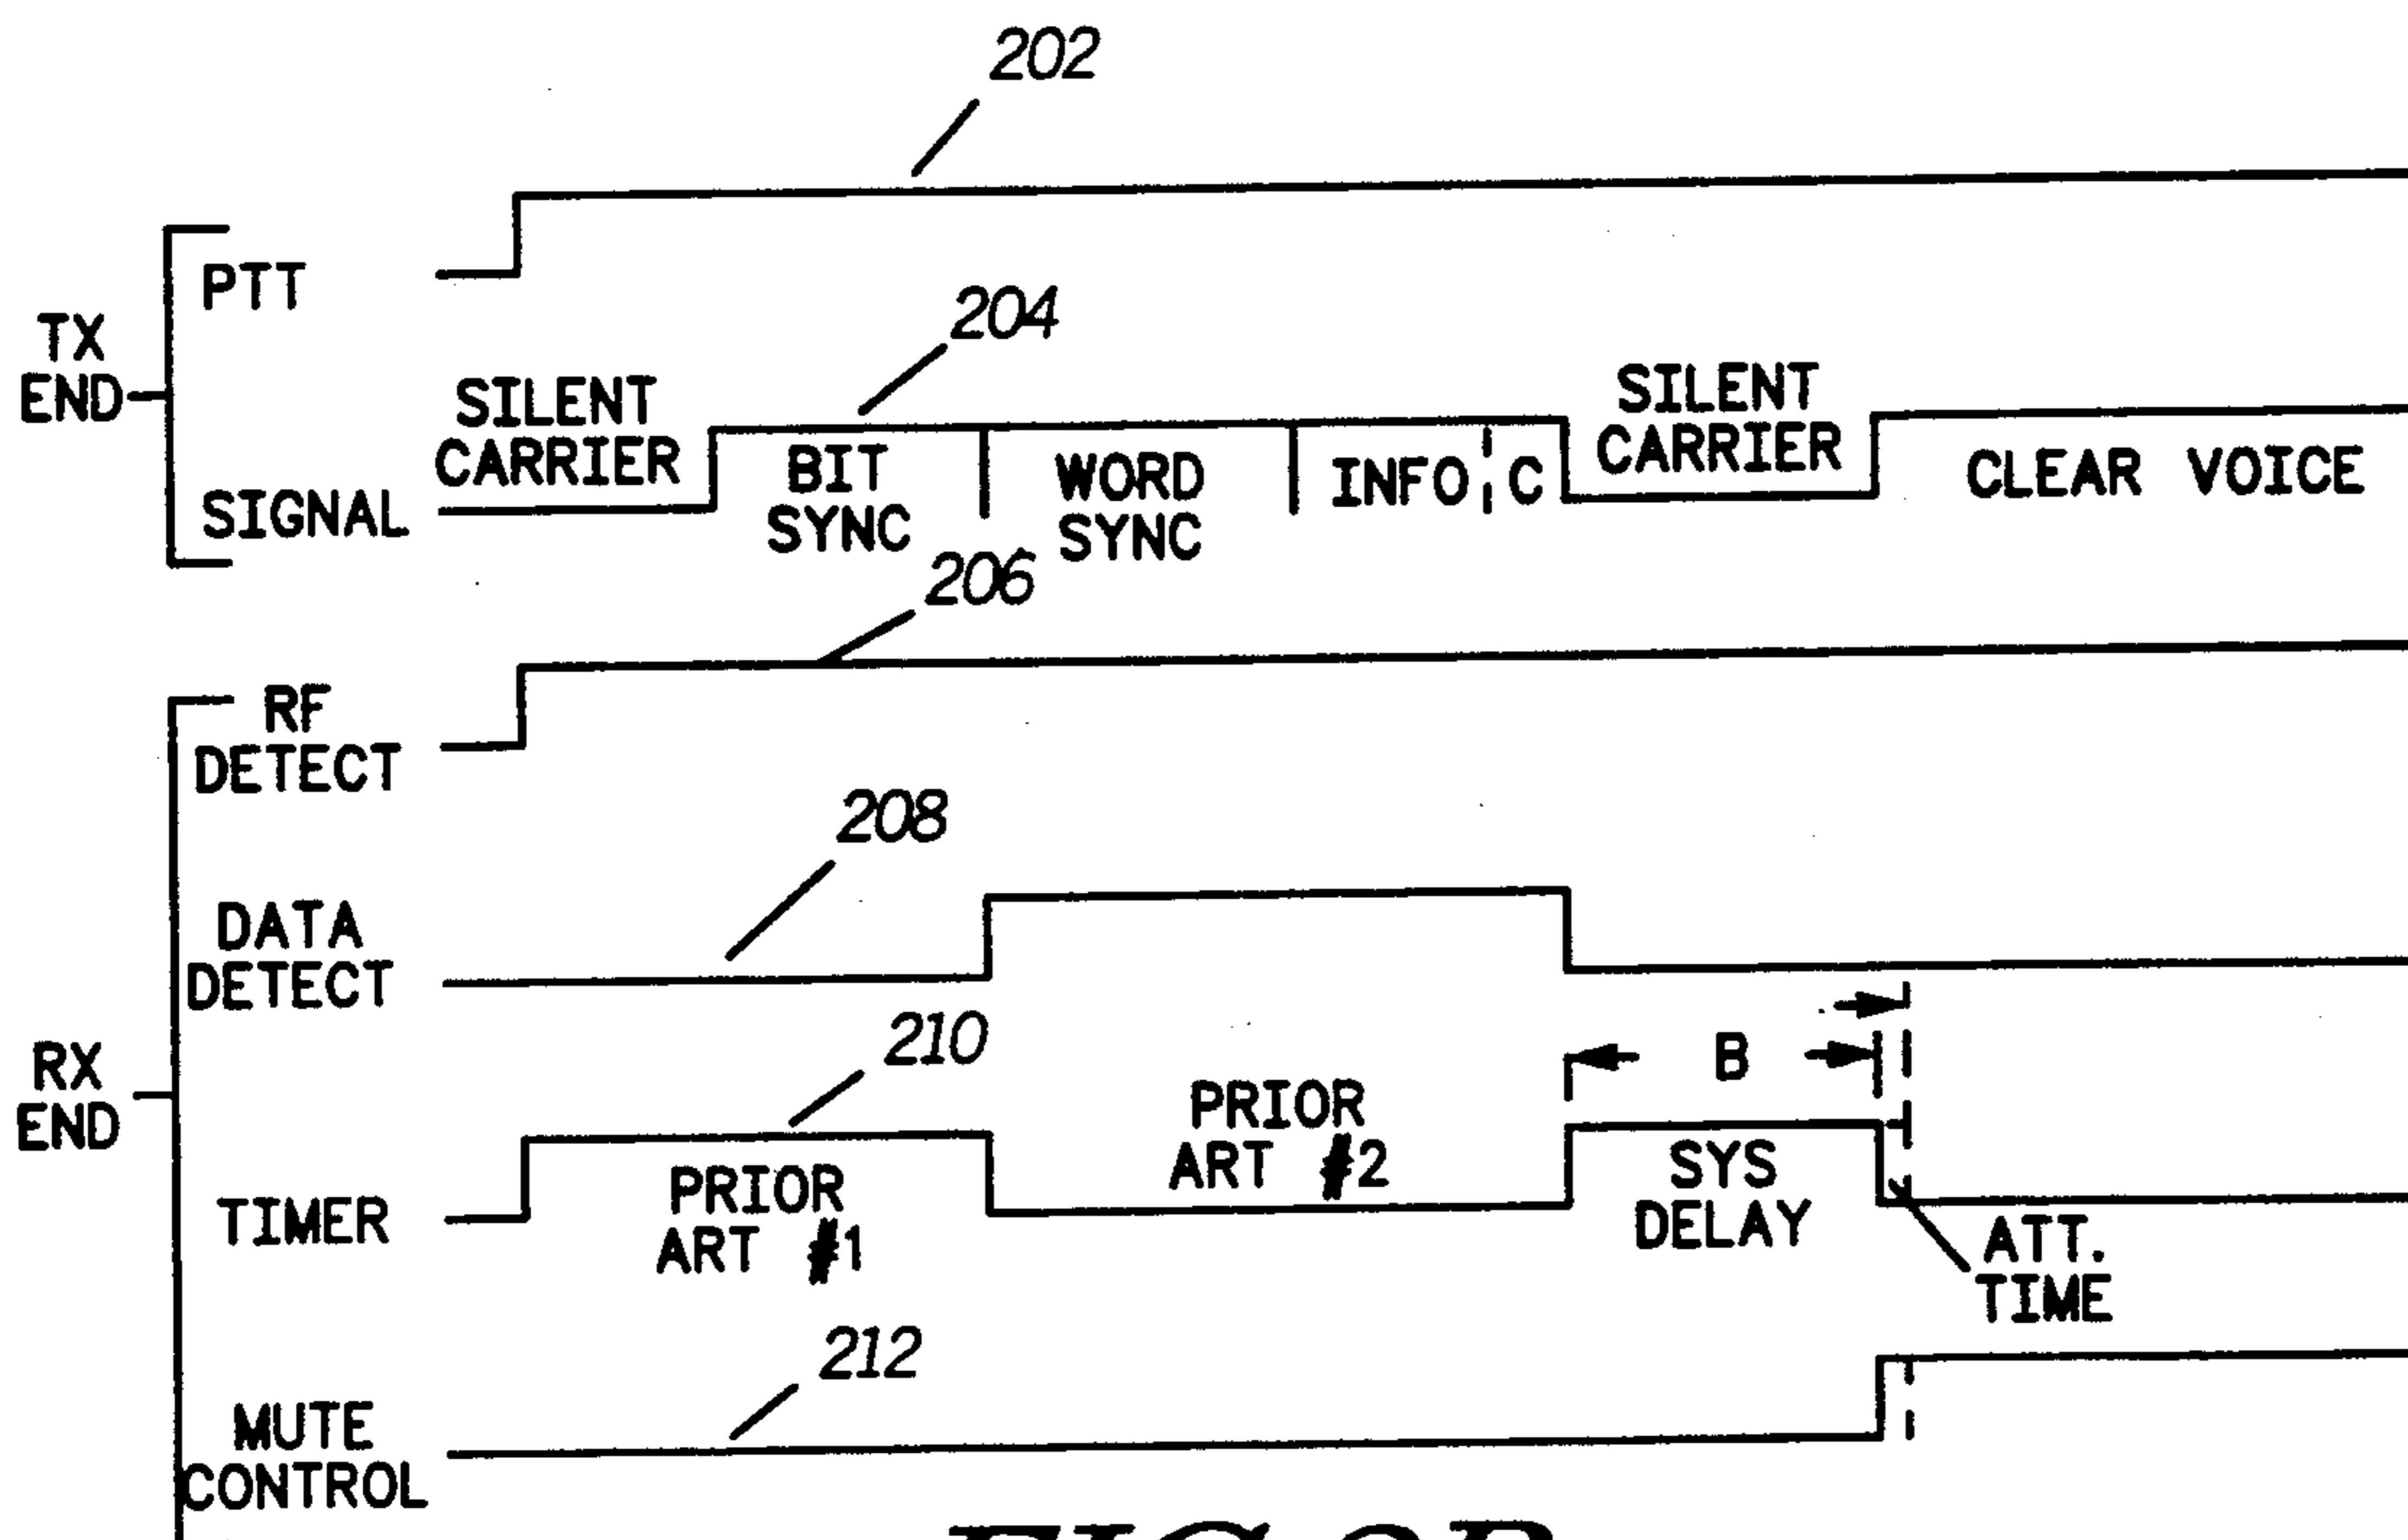 202
PTT
TX
END
204
SILENT
CARRIER
SIGNAL
BIT
SYNC
WORD
SYNC
INFO C
SILENT
CARRIER
CLEAR VOICE
206
RF
DETECT
208
DATA
DETECT
RX
END
210
B
TIMER
PRIOR
ART #1
PRIOR
ART #2
SYS
DELAY
ATT.
TIME
212
MUTE
CONTROL